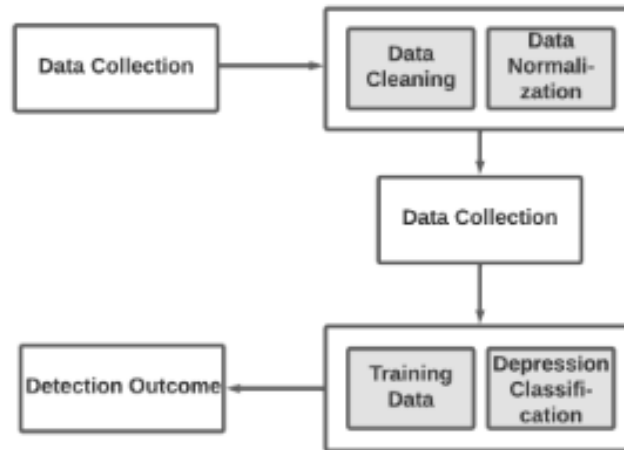 Data Collection
Data
Cleaning
Data
Normali-
zation
Data Collection
Training
Data
Depression
Classifi-
cation
Detection Outcome